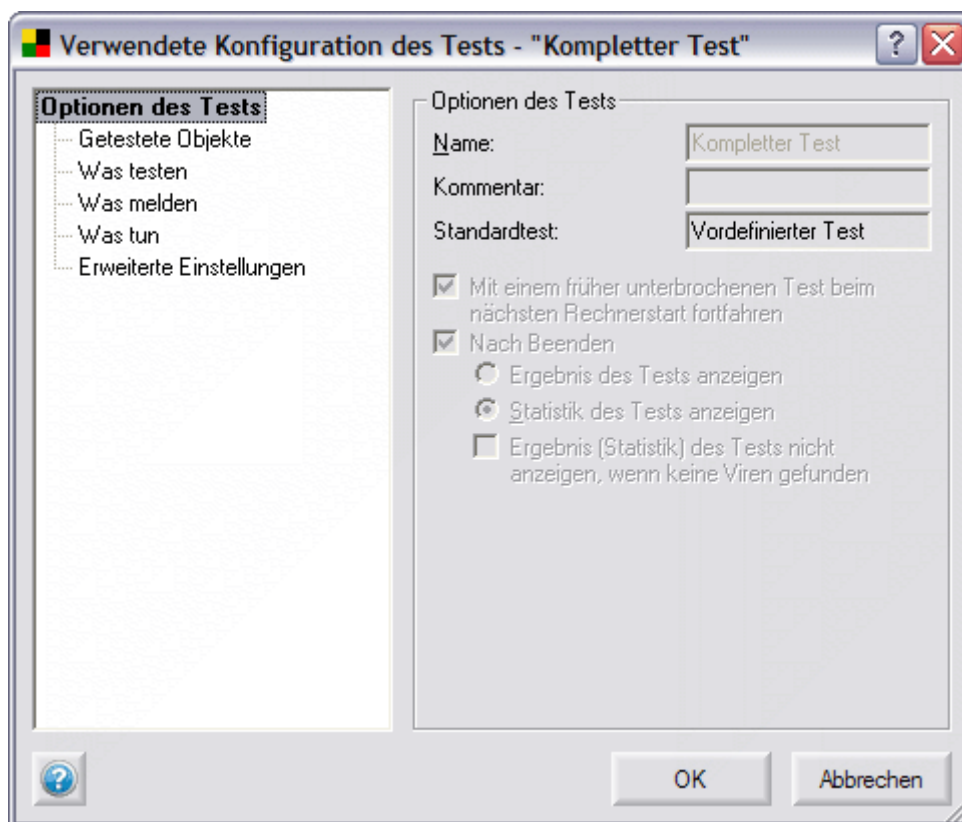 Verwendete Konfiguration des Tests - "Kompletter Test"
Optionen des Tests
Getestete Objekte
Was testen
Was melden
Was tun
Erweiterte Einstellungen
Optionen des Tests
Name:
Kompletter Test
Kommentar:
Standardtest:
Vordefinierter Test
Mit einem früher unterbrochenen Test beim
nächsten Rechnerstart fortfahren
Nach Beenden
Ergebnis des Tests anzeigen
Statistik des Tests anzeigen
Ergebnis (Statistik) des Tests nicht
anzeigen, wenn keine Viren gefunden
OK
Abbrechen